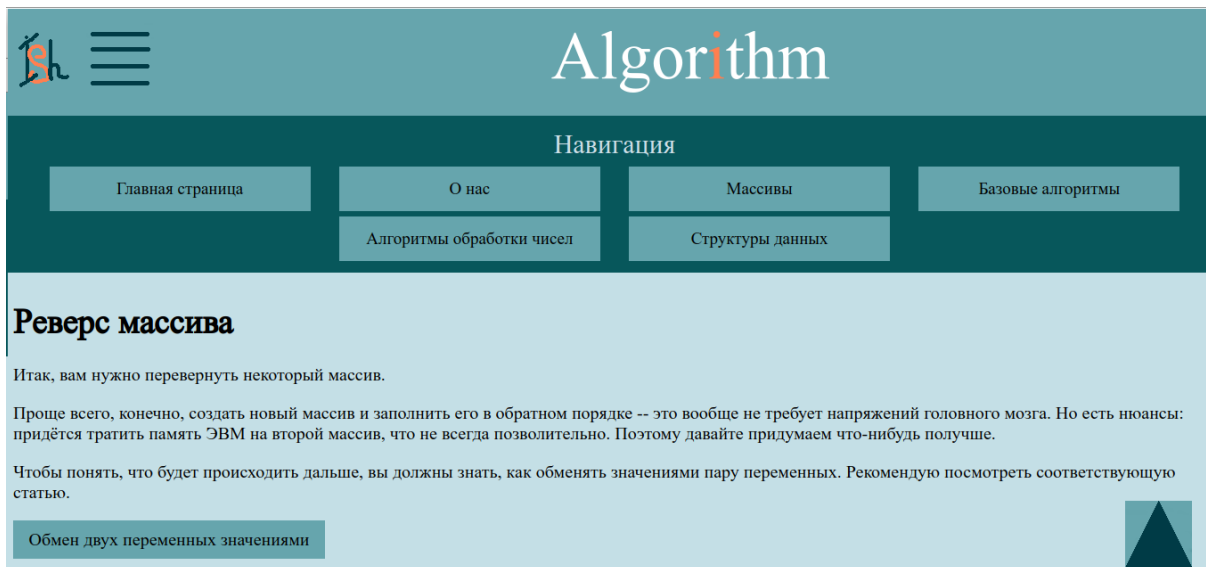 Ish
Algorithm
Навигация
Главная страница
О нас
Массивы
Базовые алгоритмы
Алгоритмы обработки чисел
Структуры данных
Реверс массива
Итак, вам нужно перевернуть некоторый массив.
Проще всего, конечно, создать новый массив и заполнить его в обратном порядке -- это вообще не требует напряжений головного мозга. Но есть нюансы:
придётся тратить память ЭВМ на второй массив, что не всегда позволительно. Поэтому давайте придумаем что-нибудь получше.
Чтобы понять, что будет происходить дальше, вы должны знать, как обменять значениями пару переменных. Рекомендую посмотреть соответствующую
статью.
Обмен двух переменных значениями